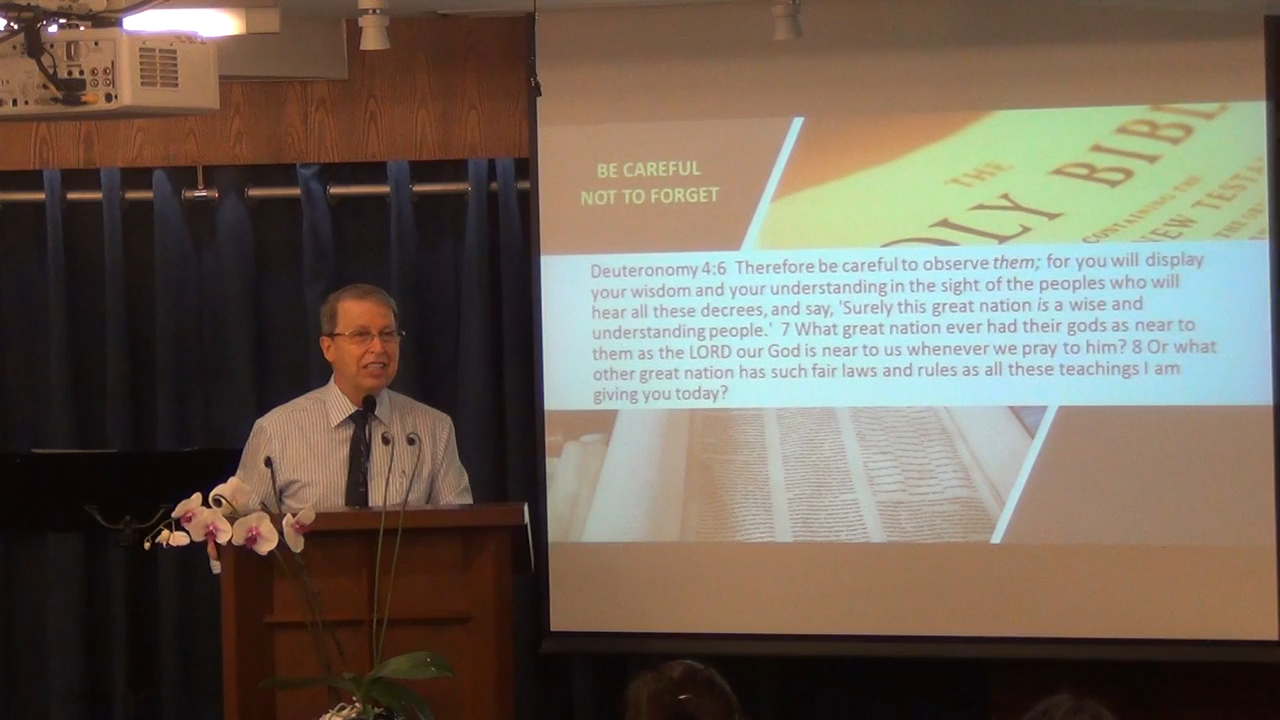 BE CAREFUL
NOT TO FORGET
THE
HOLY BIBLE
CONTAINING THE
NEW TESTA
THE
Deuteronomy 4:6 Therefore be careful to observe them; for you will display
your wisdom and your understanding in the sight of the peoples who will
hear all these decrees, and say, 'Surely this great nation is a wise and
understanding people.' 7 What great nation ever had their gods as near to
them as the LORD our God is near to us whenever we pray to him? 8 Or what
other great nation has such fair laws and rules as all these teachings I am
giving you today?